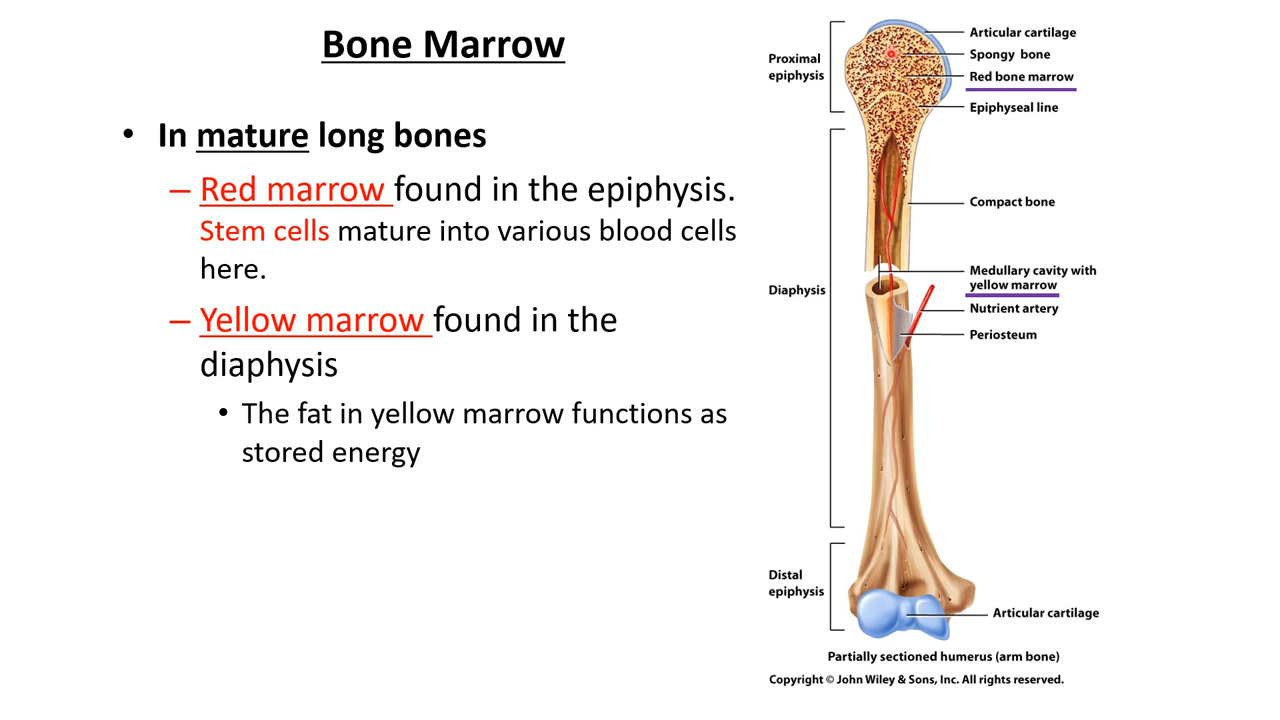 Bone Marrow
• In mature long bones
– Red marrow found in the epiphysis.
Stem cells mature into various blood cells
here.
– Yellow marrow found in the
diaphysis
• The fat in yellow marrow functions as
stored energy
Proximal
epiphysis
Articular cartilage
Spongy bone
Red bone marrow
Epiphyseal line
Compact bone
Diaphysis
Medullary cavity with
yellow marrow
Nutrient artery
Periosteum
Distal
epiphysis
Articular cartilage
Partially sectioned humerus (arm bone)
Copyright © John Wiley & Sons, Inc. All rights reserved.